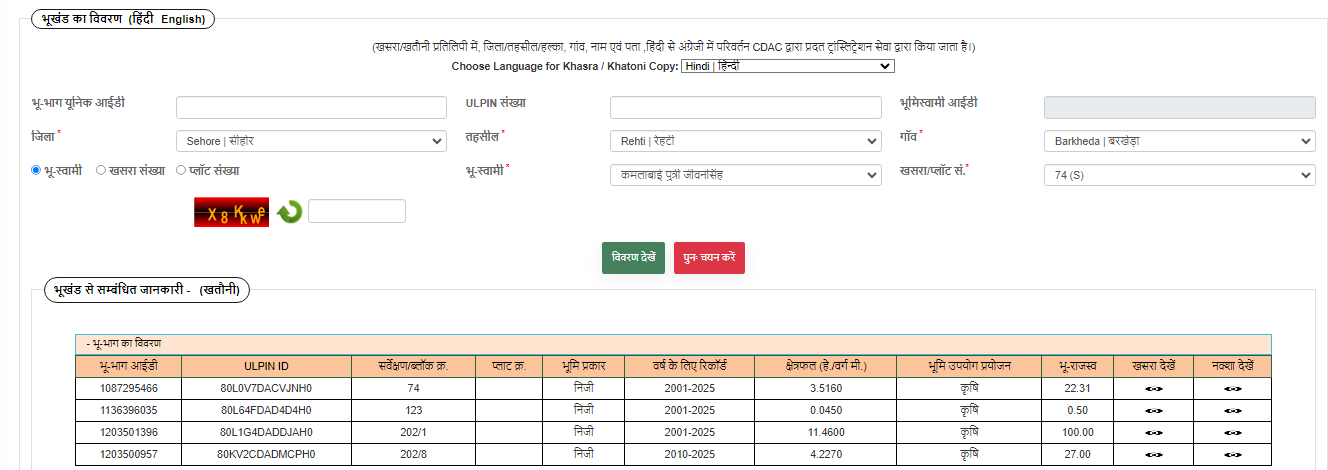 भूखंड का विवरण (हिंदी English)
(खसरा/खतौनी प्रतिलिपी में, जिला/तहसील/हल्का, गांव, नाम एवं पता ,हिंदी से अंग्रेजी में परिवर्तन CDAC द्वारा प्रदत ट्रांस्लिट्रेशन सेवा द्वारा किया जाता है।)
Choose Language for Khasra / Khatoni Copy: Hindi | हिन्दी
भू-भाग यूनिक आईडी ULPIN संख्या भूमिस्वामी आईडी
जिला * Sehore | सीहोर तहसील * Rehti | रेहटी गाँव * Barkheda | बरखेड़ा
भू-स्वामी खसरा संख्या प्लॉट संख्या भू-स्वामी * कमलाबाई पुत्री जीवनसिंह खसरा/प्लॉट सं.* 74 (S)
X 8 K k w e
विवरण देखें पुनः चयन करें
भूखंड से सम्बंधित जानकारी - (खतौनी)
- भू-भाग का विवरण
भू-भाग आईडी ULPIN ID सर्वेक्षण/ब्लॉक क्र. प्लाट क्र. भूमि प्रकार वर्ष के लिए रिकॉर्ड क्षेत्रफल (हे./वर्ग मी.) भूमि उपयोग प्रयोजन भू-राजस्व खसरा देखें नक्शा देखें
1087295466 80L0V7DACVJNH0 74 निजी 2001-2025 3.5160 कृषि 22.31
1136396035 80L64FDAD4D4H0 123 निजी 2001-2025 0.0450 कृषि 0.50
1203501396 80L1G4DADDJAH0 202/1 निजी 2001-2025 11.4600 कृषि 100.00
1203500957 80KV2CDADMCPH0 202/8 निजी 2010-2025 4.2270 कृषि 27.00